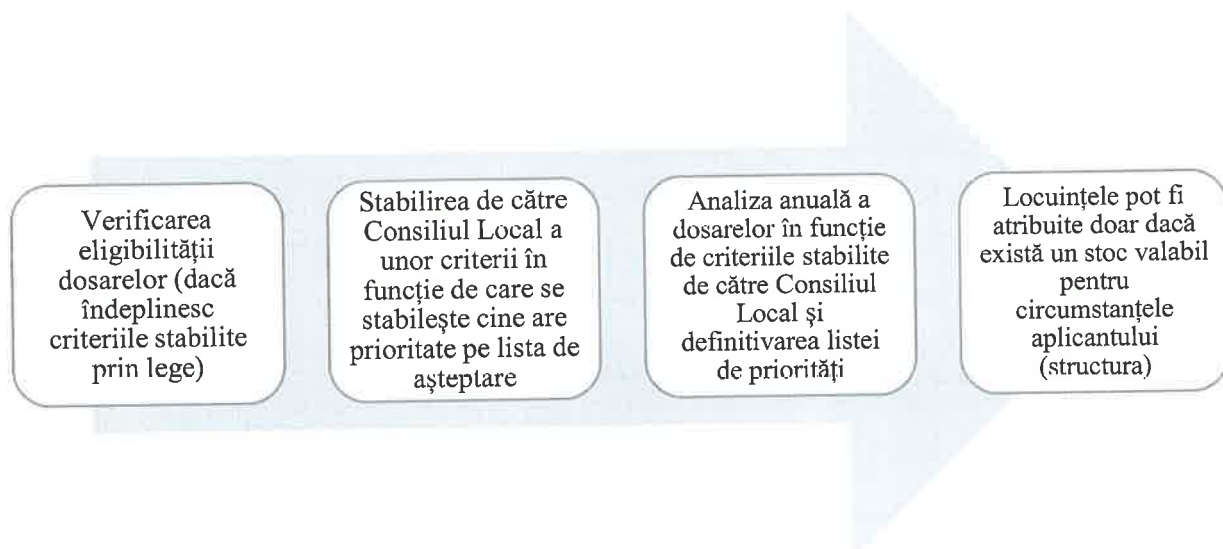 Verificarea
eligibilității
dosarelor (dacă
îndeplinesc
criteriile stabilite
prin lege)
Stabilirea de către
Consiliul Local a
unor criterii în
funcție de care se
stabilește cine are
prioritate pe lista de
așteptare
Analiza anuală a
dosarelor în funcție
de criteriile stabilite
de către Consiliul
Local și
definitivarea listei
de priorități
Locuințele pot fi
atribuite doar dacă
există un stoc valabil
pentru
circumstanțele
aplicantului
(structura)